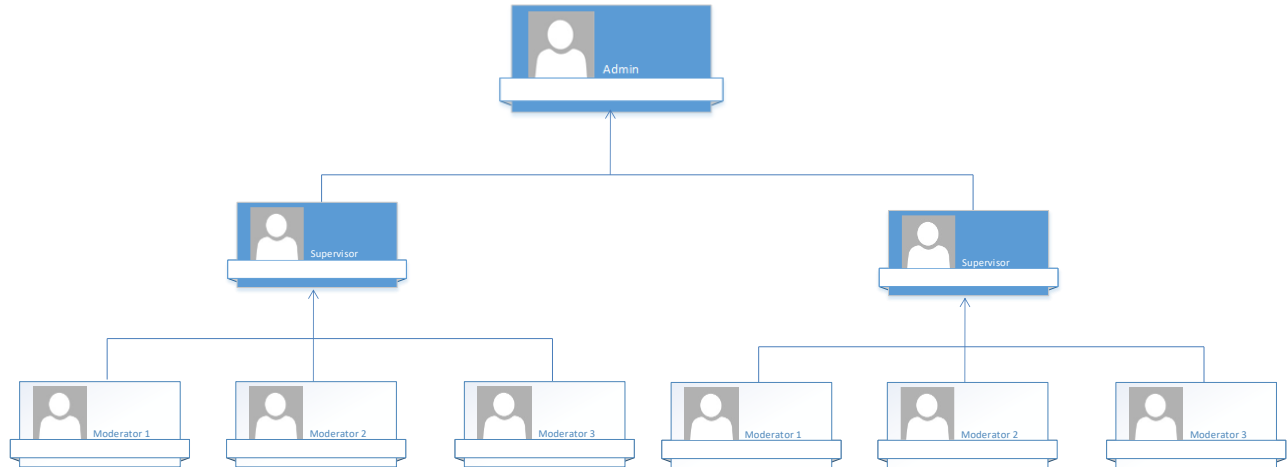 Admin
Supervisor
Supervisor
Moderator 1
Moderator 2
Moderator 3
Moderator 1
Moderator 2
Moderator 3